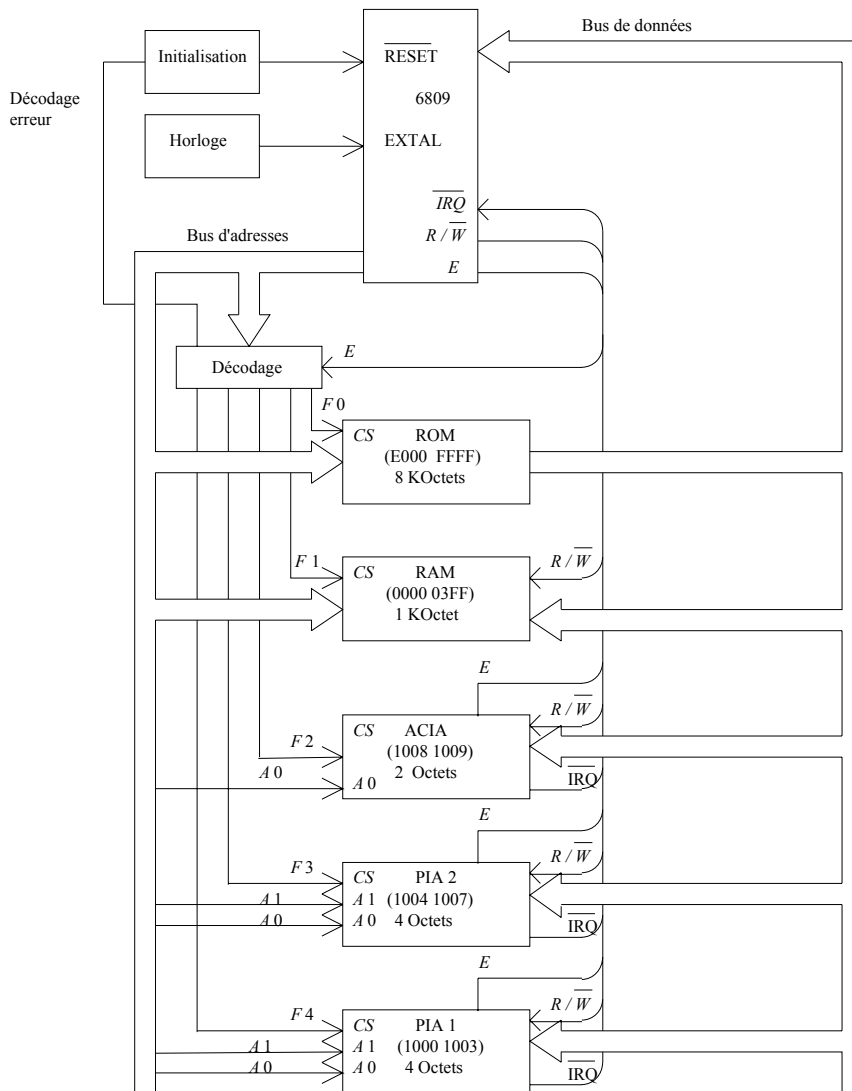 Bus de données
Initialisation
RESET
Décodage
erreur
6809
Horloge
EXTAL
IRQ
R / W
Bus d'adresses
E
Décodage
E
F 0
CS ROM
(E000 FFFF)
8 KOctets
F 1
CS RAM
R / W
(0000 03FF)
1 KOctet
E
R / W
CS ACIA
F 2
(1008 1009)
A 0
2 Octets
IRQ
A 0
E
R / W
F 3
CS PIA 2
A 1
A 1 (1004 1007)
A 0
A 0 4 Octets
IRQ
E
R / W
F 4
CS PIA 1
A 1
A 1 (1000 1003)
A 0
A 0 4 Octets
IRQ